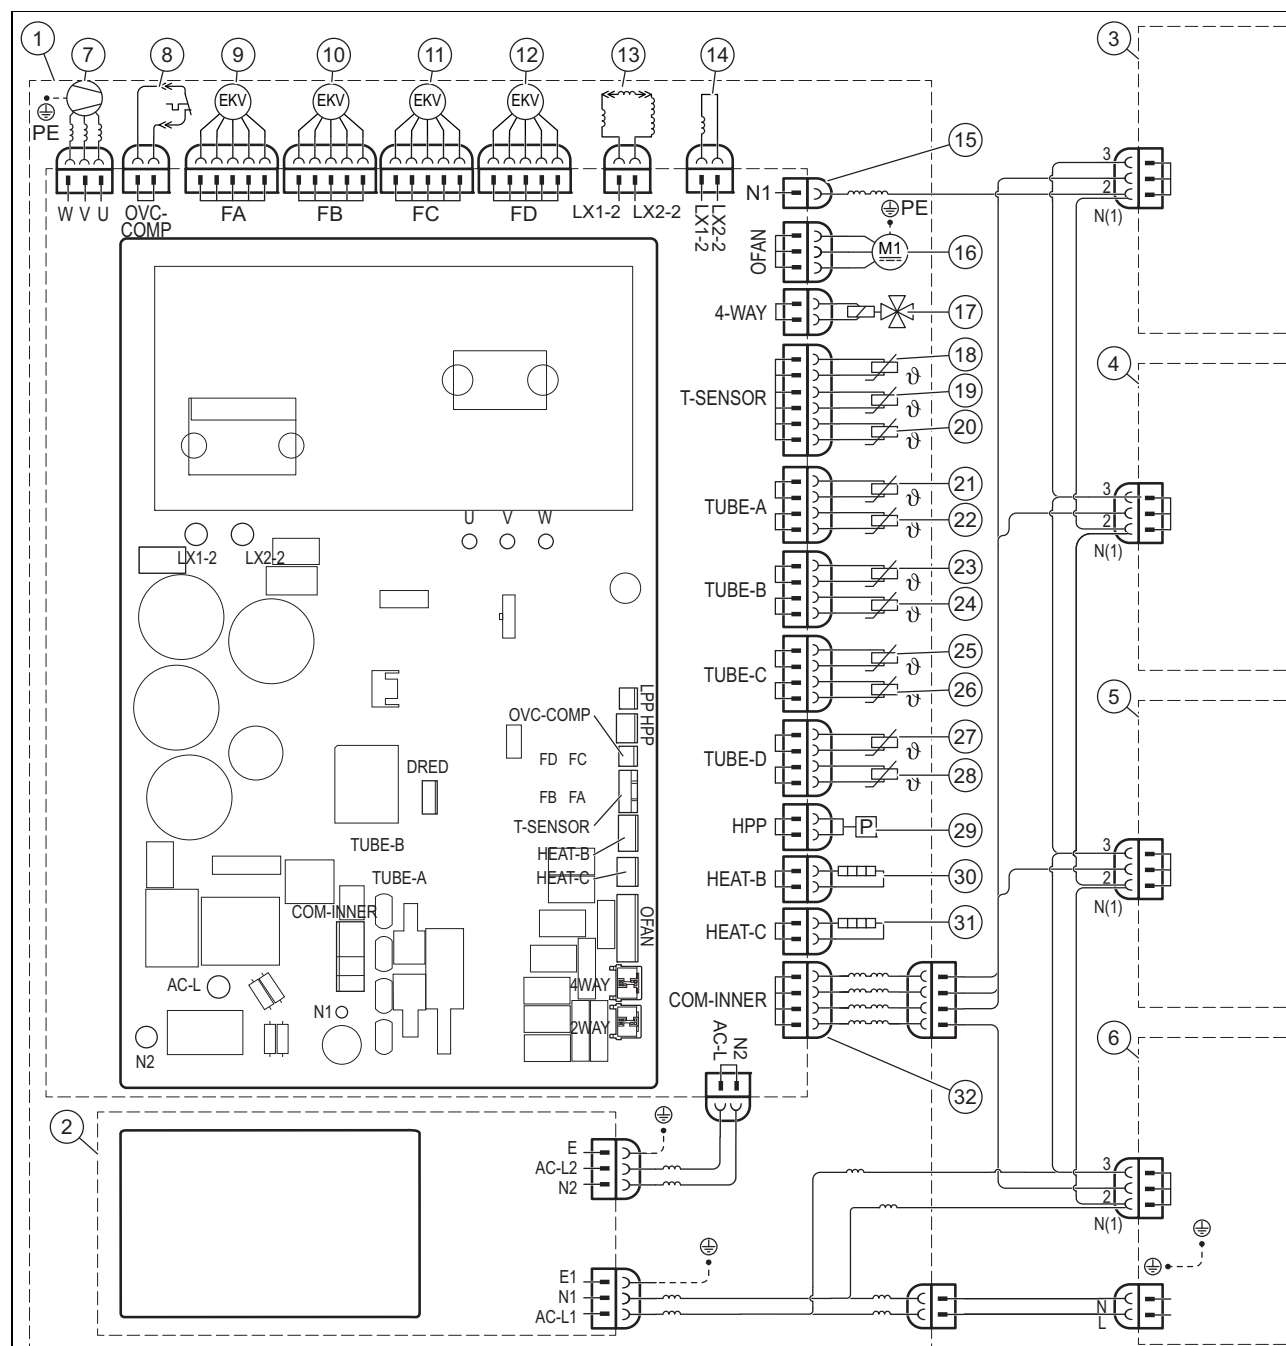 1
7
8
9
10
11
12
13
14
3
EKV
EKV
EKV
EKV
PE
W V U
OVC-COMP
FA
FB
FC
FD
LX1-2
LX2-2
LX1-2
LX2-2
15
N1
3
2
N(1)
PE
OFAN
M1
16
4-WAY
17
T-SENSOR
18
ϑ
19
ϑ
20
ϑ
4
TUBE-A
21
ϑ
22
ϑ
3
2
N(1)
U
V
W
LX1-2
LX2-2
TUBE-B
23
ϑ
24
ϑ
TUBE-C
25
ϑ
26
ϑ
5
LPP
HPP
OVC-COMP
FD FC
FB FA
T-SENSOR
HEAT-B
HEAT-C
DRED
TUBE-D
27
ϑ
28
ϑ
HPP
P
29
TUBE-B
TUBE-A
COM-INNER
HEAT-B
30
HEAT-C
31
3
2
N(1)
OFAN
AC-L
N1
N2
4WAY
2WAY
COM-INNER
AC-L
N2
32
6
2
E
AC-L2
N2
3
2
N(1)
E1
N1
AC-L1
N
L